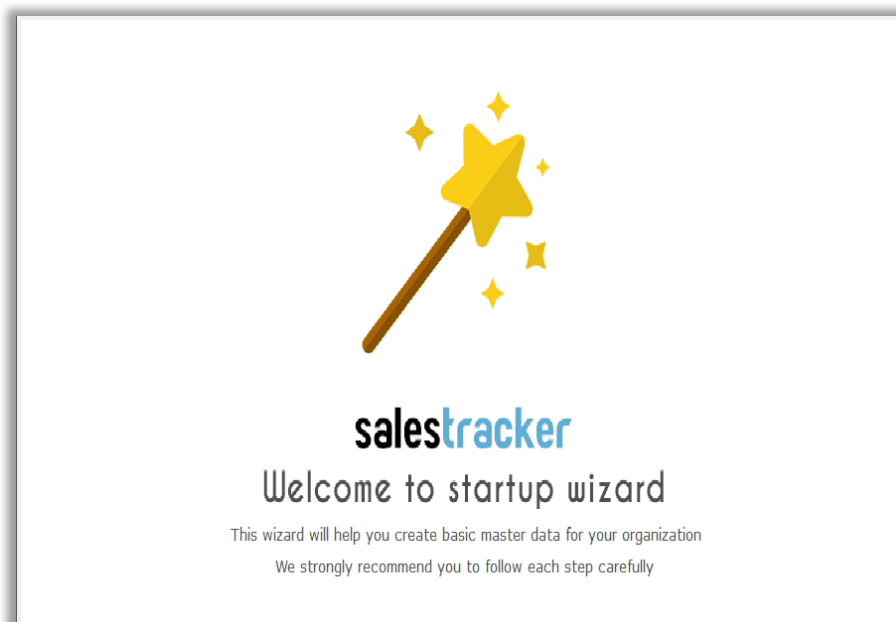 salestracker
Welcome to startup wizard
This wizard will help you create basic master data for your organization
We strongly recommend you to follow each step carefully